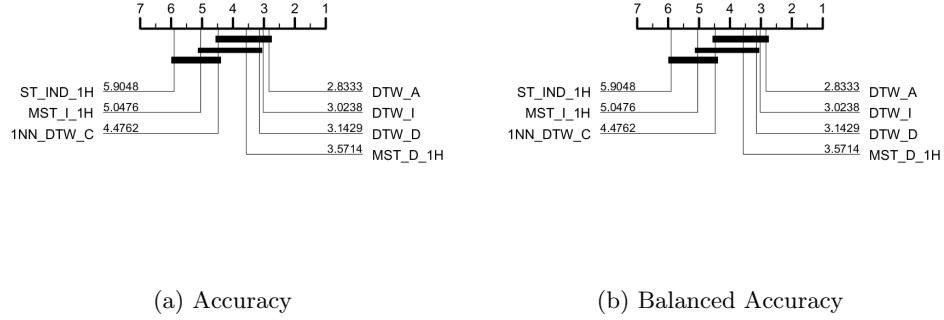 7 6 5 4 3 2 1
ST_IND_1H 5.9048 2.8333 DTW_A
MST_I_1H 5.0476 3.0238 DTW_I
1NN_DTW_C 4.4762 3.1429 DTW_D
3.5714 MST_D_1H
(a) Accuracy
7 6 5 4 3 2 1
ST_IND_1H 5.9048 2.8333 DTW_A
MST_I_1H 5.0476 3.0238 DTW_I
1NN_DTW_C 4.4762 3.1429 DTW_D
3.5714 MST_D_1H
(b) Balanced Accuracy